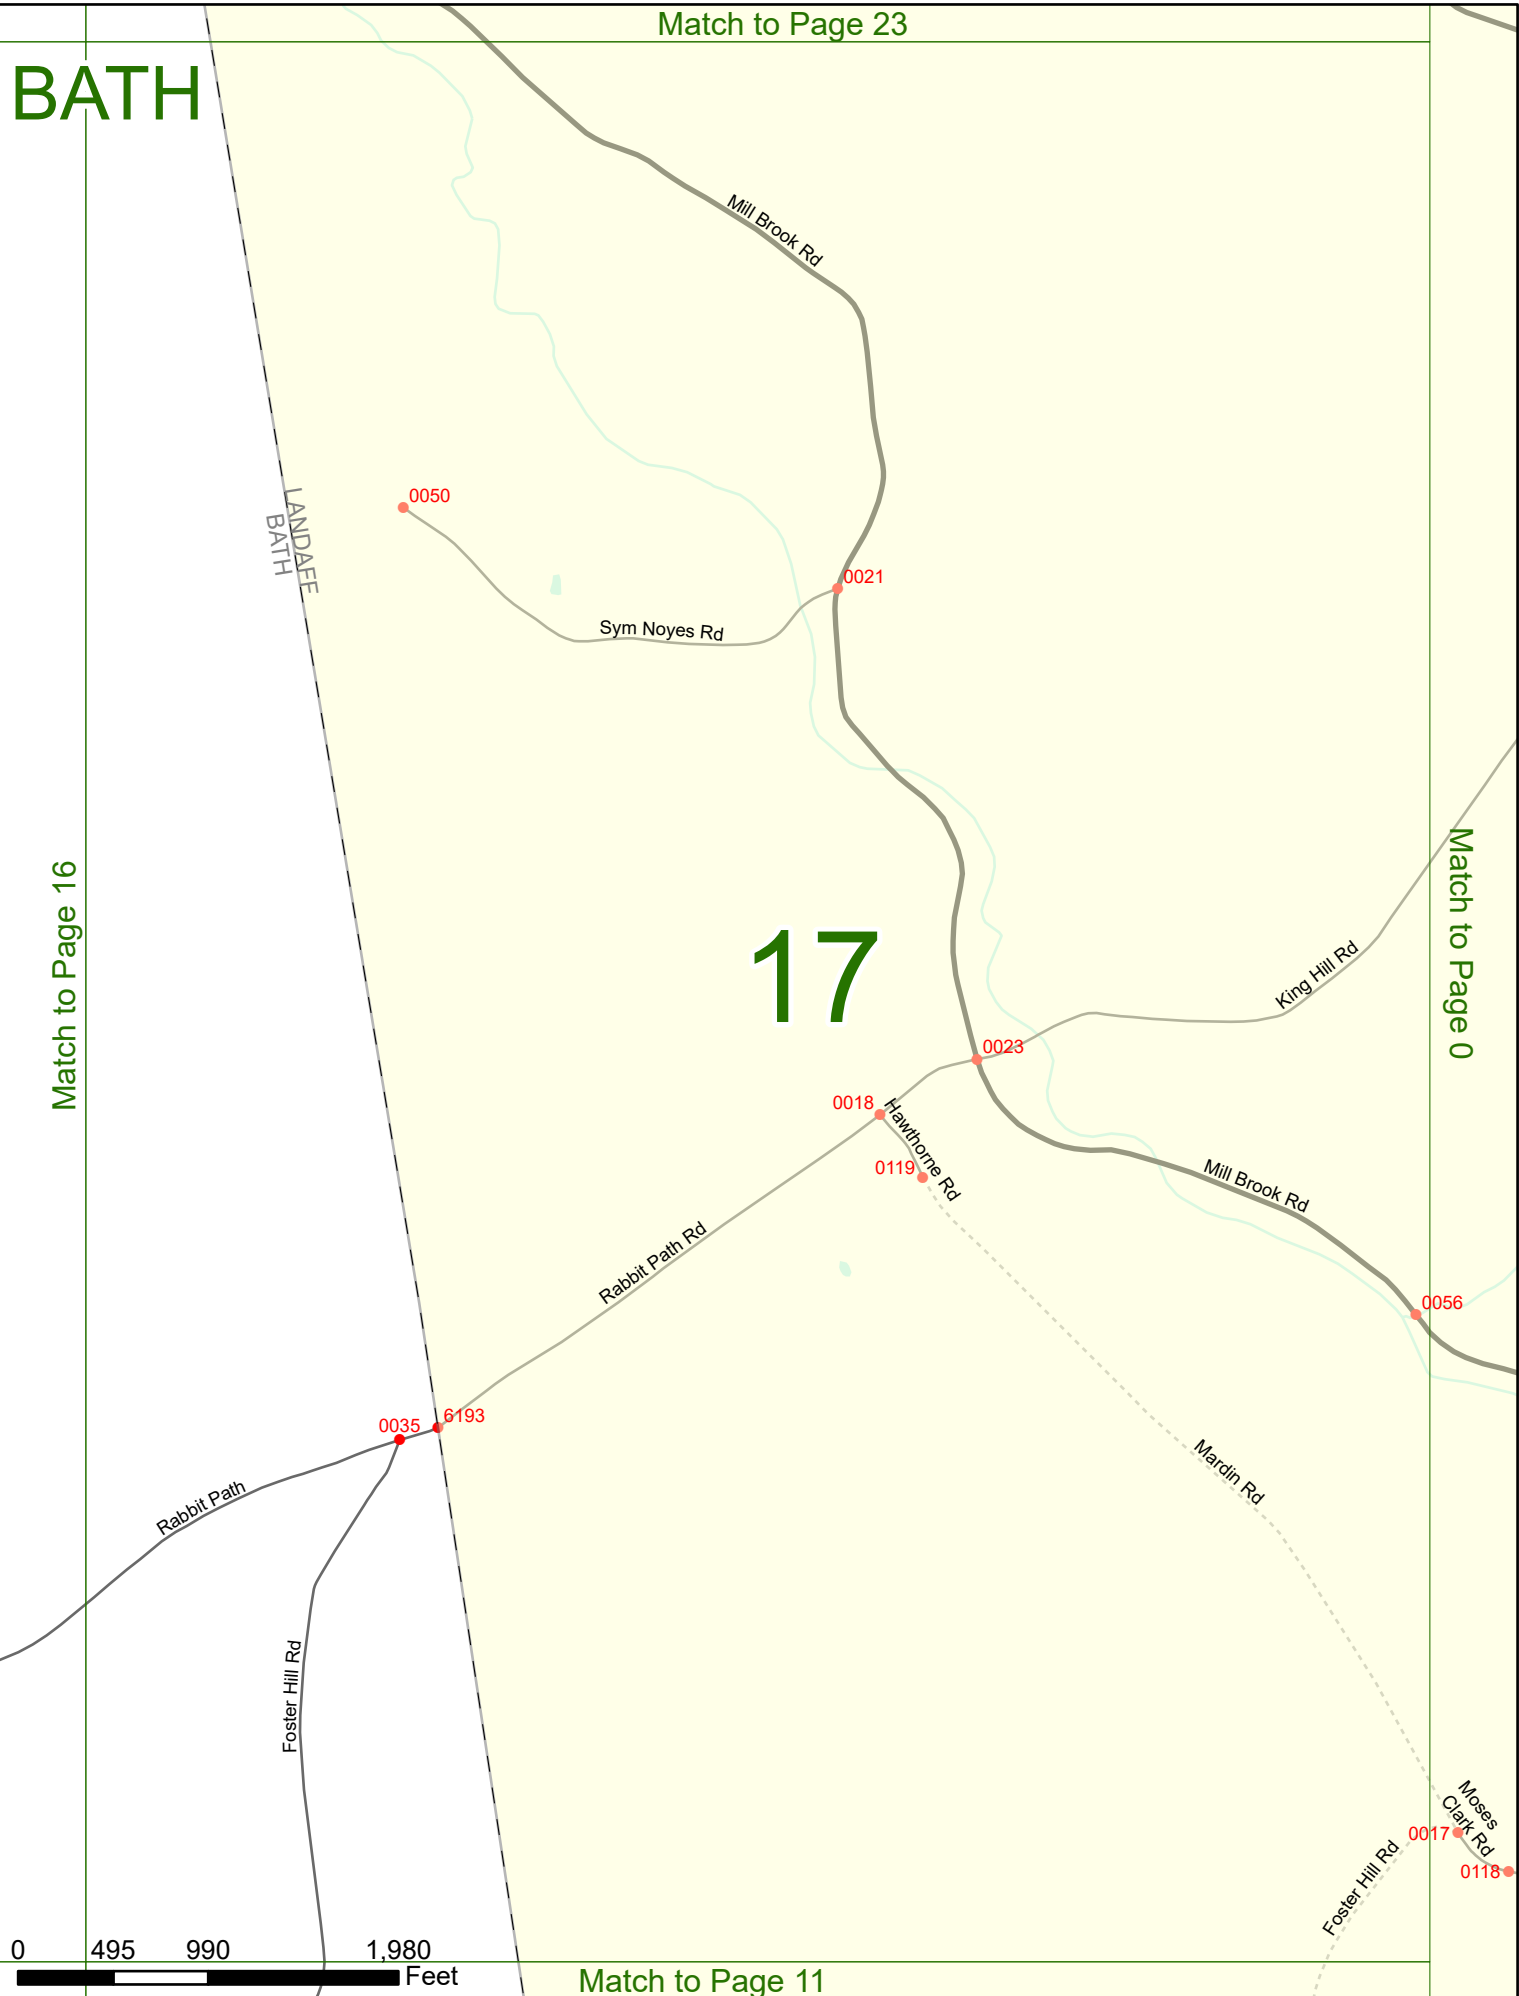 Match to Page 23
BATH
Mill Brook Rd
0050
LANDAFF
BATH
0021
Sym Noyes Rd
Match to Page 16
17
Match to Page 0
King Hill Rd
0023
0018
Hawthorne Rd
0119
Mill Brook Rd
Rabbit Path Rd
0056
6193
0035
Mardin Rd
Rabbit Path
Foster Hill Rd
Moses
Clark Rd
0017
0118
Foster Hill Rd
0 495 990 1,980
Feet
Match to Page 11